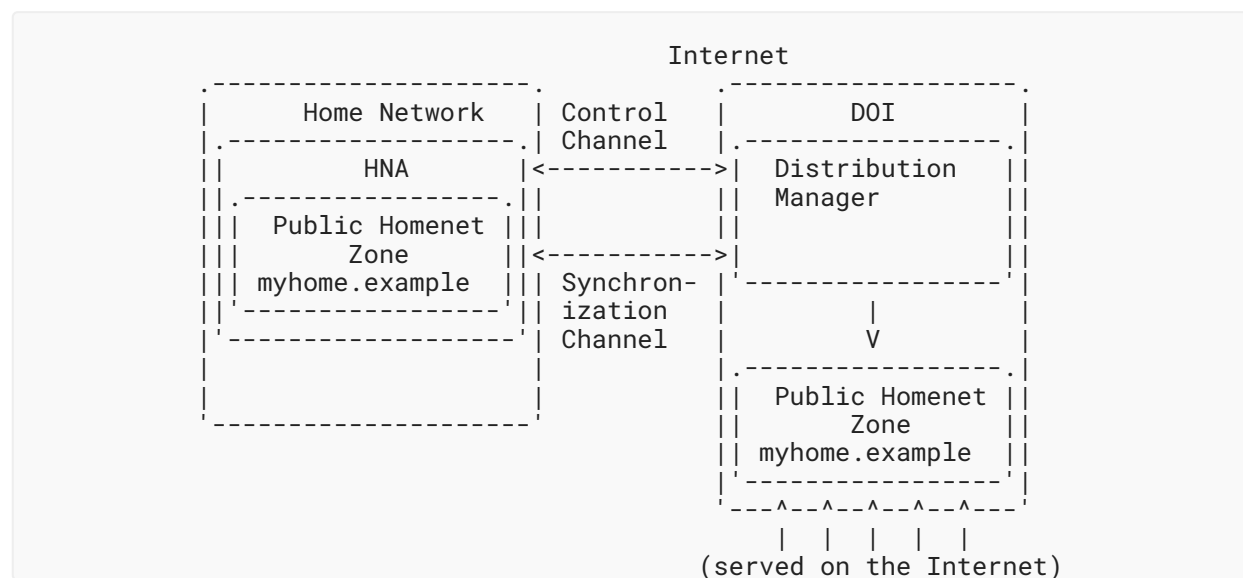 Internet
.---------------------.            .-------------------.
|      Home Network   | Control    |        DOI        |
|.-------------------.| Channel    |.-----------------.|
||         HNA       |<----------->|  Distribution   ||
||.-----------------.||            ||  Manager        ||
|||  Public Homenet |||            ||                 ||
|||       Zone      ||<----------->|                 ||
||| myhome.example  ||| Synchron-  |'-----------------'|
||'-----------------'|| ization    |         |         |
|'-------------------'| Channel    |         V         |
|                     |            |.-----------------.|
|                     |            ||  Public Homenet ||
'---------------------'            ||       Zone      ||
                                   || myhome.example  ||
                                   |'-----------------'|
                                   '---^--^--^--^--^---'
                                       |  |  |  |  |
                                  (served on the Internet)